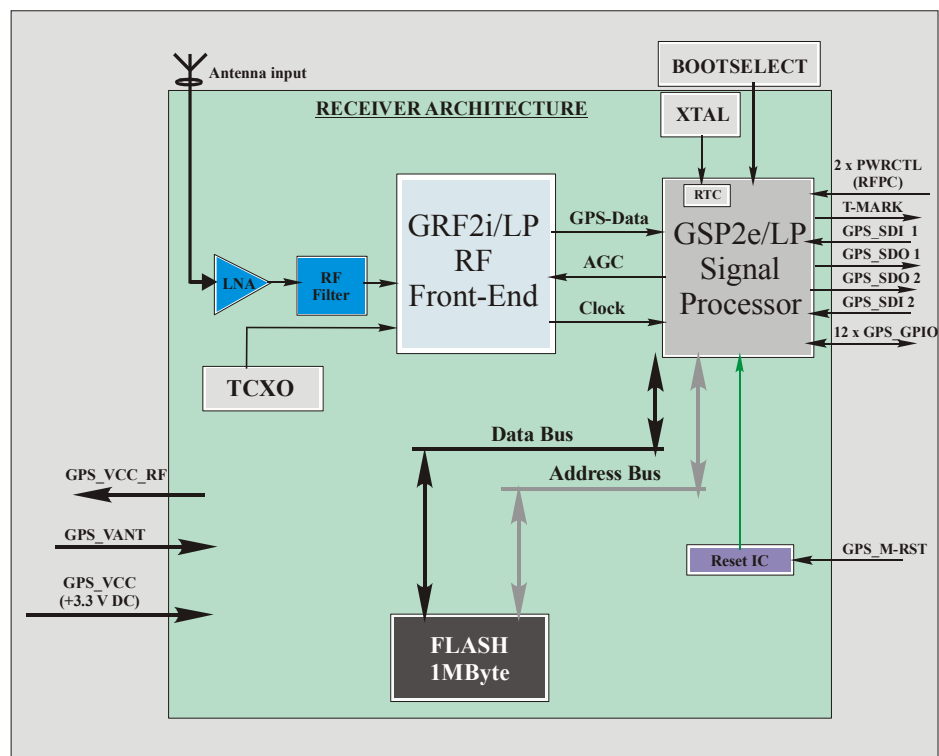 Antenna input
BOOTSELECT
RECEIVER ARCHITECTURE
XTAL
RTC
2 x PWRCTL
(RFPC)
T-MARK
GPS_SDI 1
GPS_SDO 1
GPS_SDO 2
GPS_SDI 2
12 x GPS_GPIO
GRF2i/LP
RF
Front-End
GPS-Data
AGC
Clock
GSP2e/LP
Signal
Processor
LNA
RF
Filter
TCXO
Data Bus
Address Bus
GPS_VCC_RF
GPS_VANT
GPS_VCC
(+3.3 V DC)
Reset IC
GPS_M-RST
FLASH
1MByte